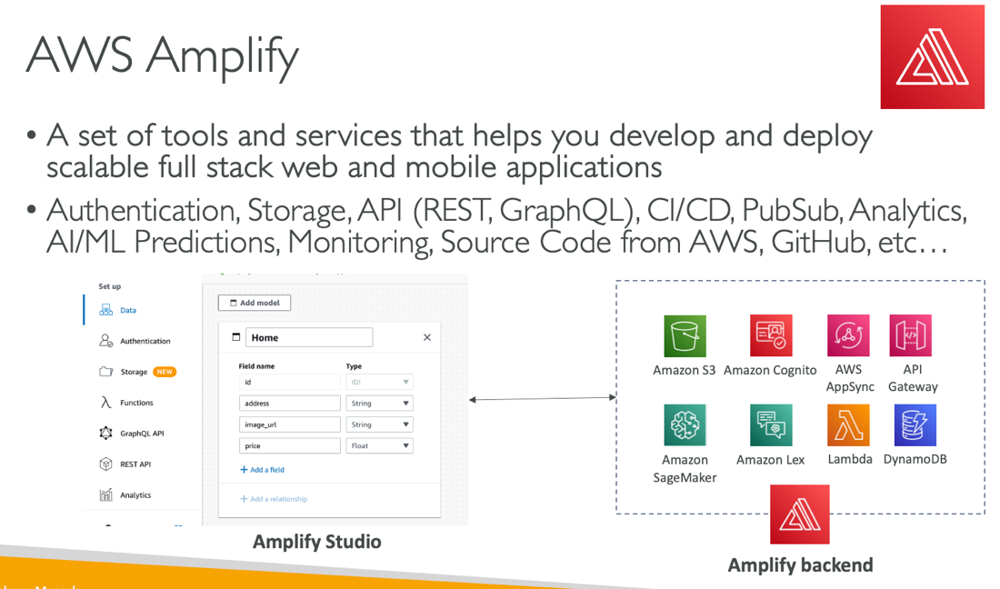 AWS Amplify
• A set of tools and services that helps you develop and deploy
scalable full stack web and mobile applications
• Authentication, Storage, API (REST, GraphQL), CI/CD, PubSub, Analytics,
AI/ML Predictions, Monitoring, Source Code from AWS, GitHub, etc…
Set up
Data
Authentication
Storage NEW
Functions
GraphQL API
REST API
Analytics
Add model
Home
Field name Type
id ID!
address String
image_url String
price Float
+ Add a field
+ Add a relationship
Amplify Studio
Amazon S3
Amazon Cognito
AWS
AppSync
API
Gateway
Amazon
SageMaker
Amazon Lex
Lambda
DynamoDB
Amplify backend